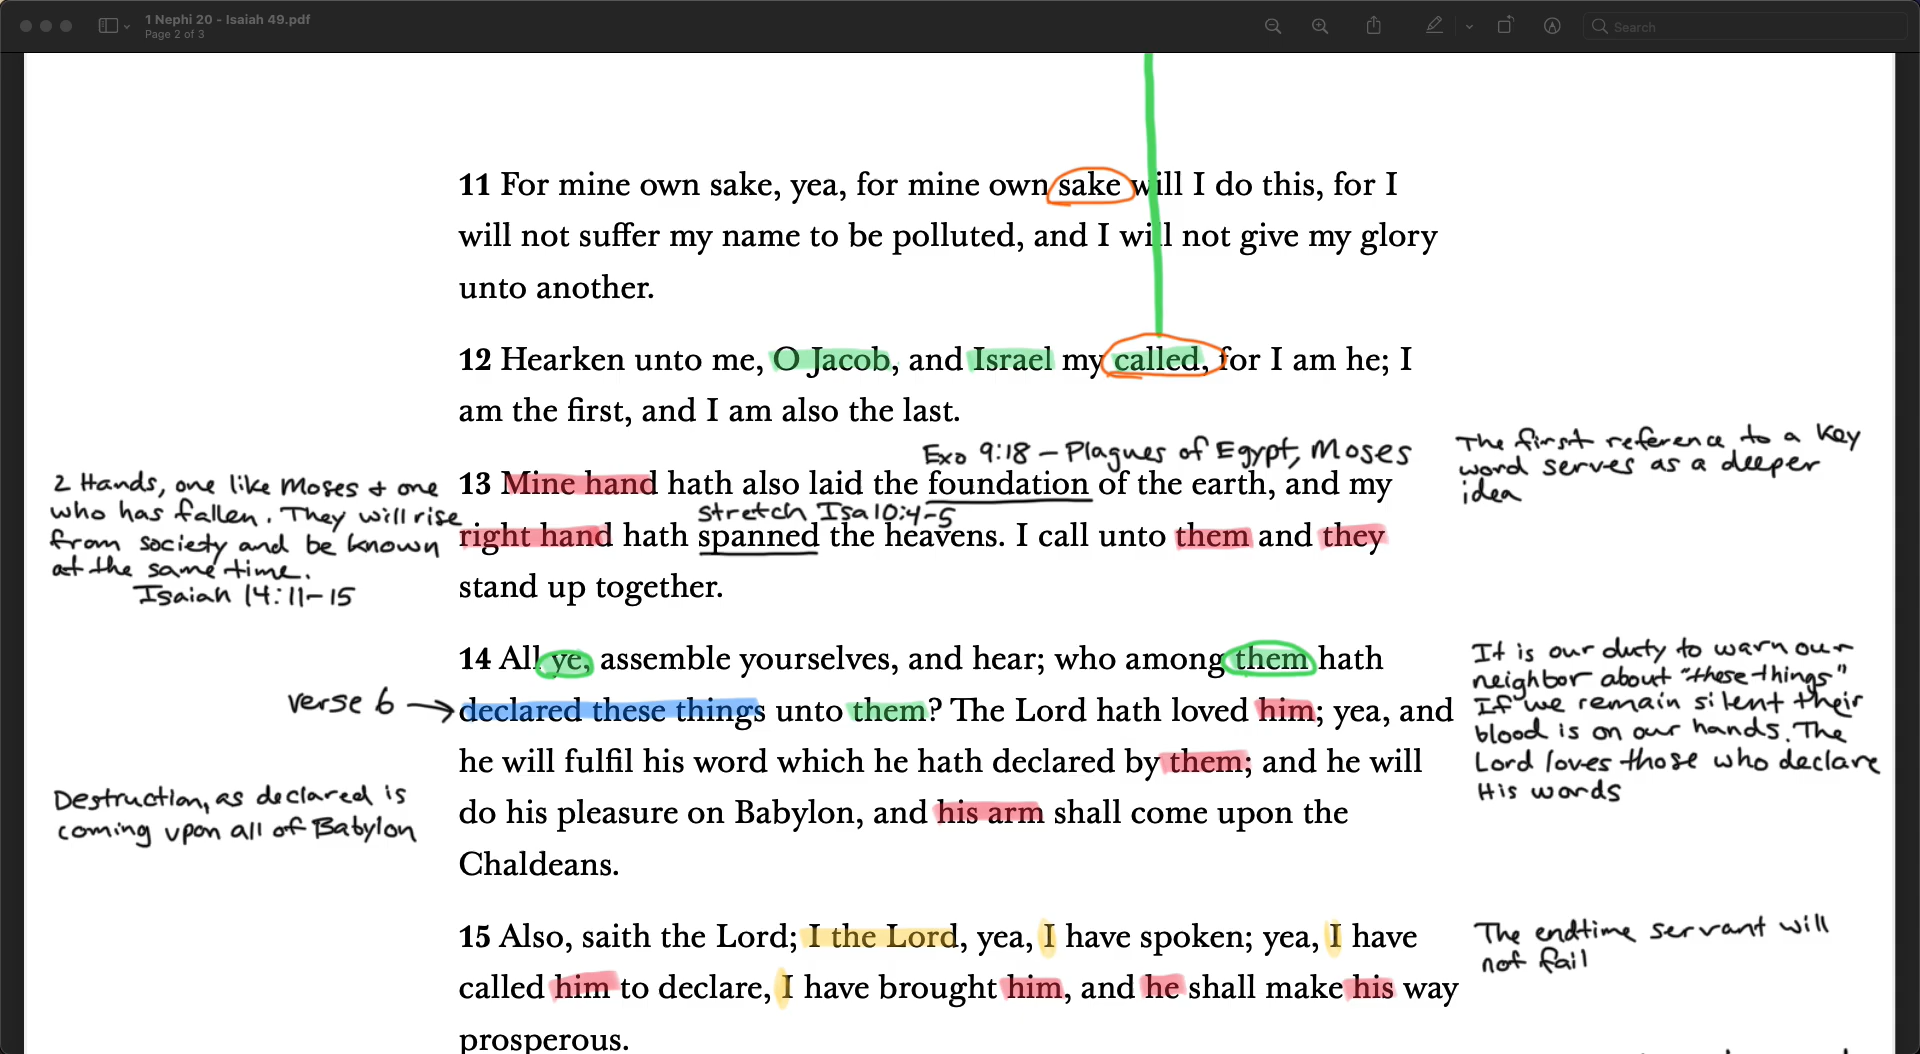 1 Nephi 20 - Isaiah 49.pdf
Page 2 of 3
Search
11 For mine own sake, yea, for mine own sake will I do this, for I
will not suffer my name to be polluted, and I will not give my glory
unto another.
12 Hearken unto me, O Jacob, and Israel my called, for I am he; I
am the first, and I am also the last.
Exo 9:18 – Plagues of Egypt, Moses
13 Mine hand hath also laid the foundation of the earth, and my
stretch Isa 10:4-5
right hand hath spanned the heavens. I call unto them and they
stand up together.
2 Hands, one like Moses & one
who has fallen. They will rise
from society and be known
at the same time.
Isaiah 14:11-15
The first reference to a key
word serves as a deeper
idea
14 All ye, assemble yourselves, and hear; who among them hath
verse 6 →
declared these things unto them? The Lord hath loved him; yea, and
he will fulfil his word which he hath declared by them; and he will
do his pleasure on Babylon, and his arm shall come upon the
Chaldeans.
It is our duty to warn our
neighbor about "these things"
If we remain silent their
blood is on our hands. The
Lord loves those who declare
His words
Destruction, as declared is
coming upon all of Babylon
15 Also, saith the Lord; I the Lord, yea, I have spoken; yea, I have
called him to declare, I have brought him, and he shall make his way
prosperous.
The endtime servant will
not fail